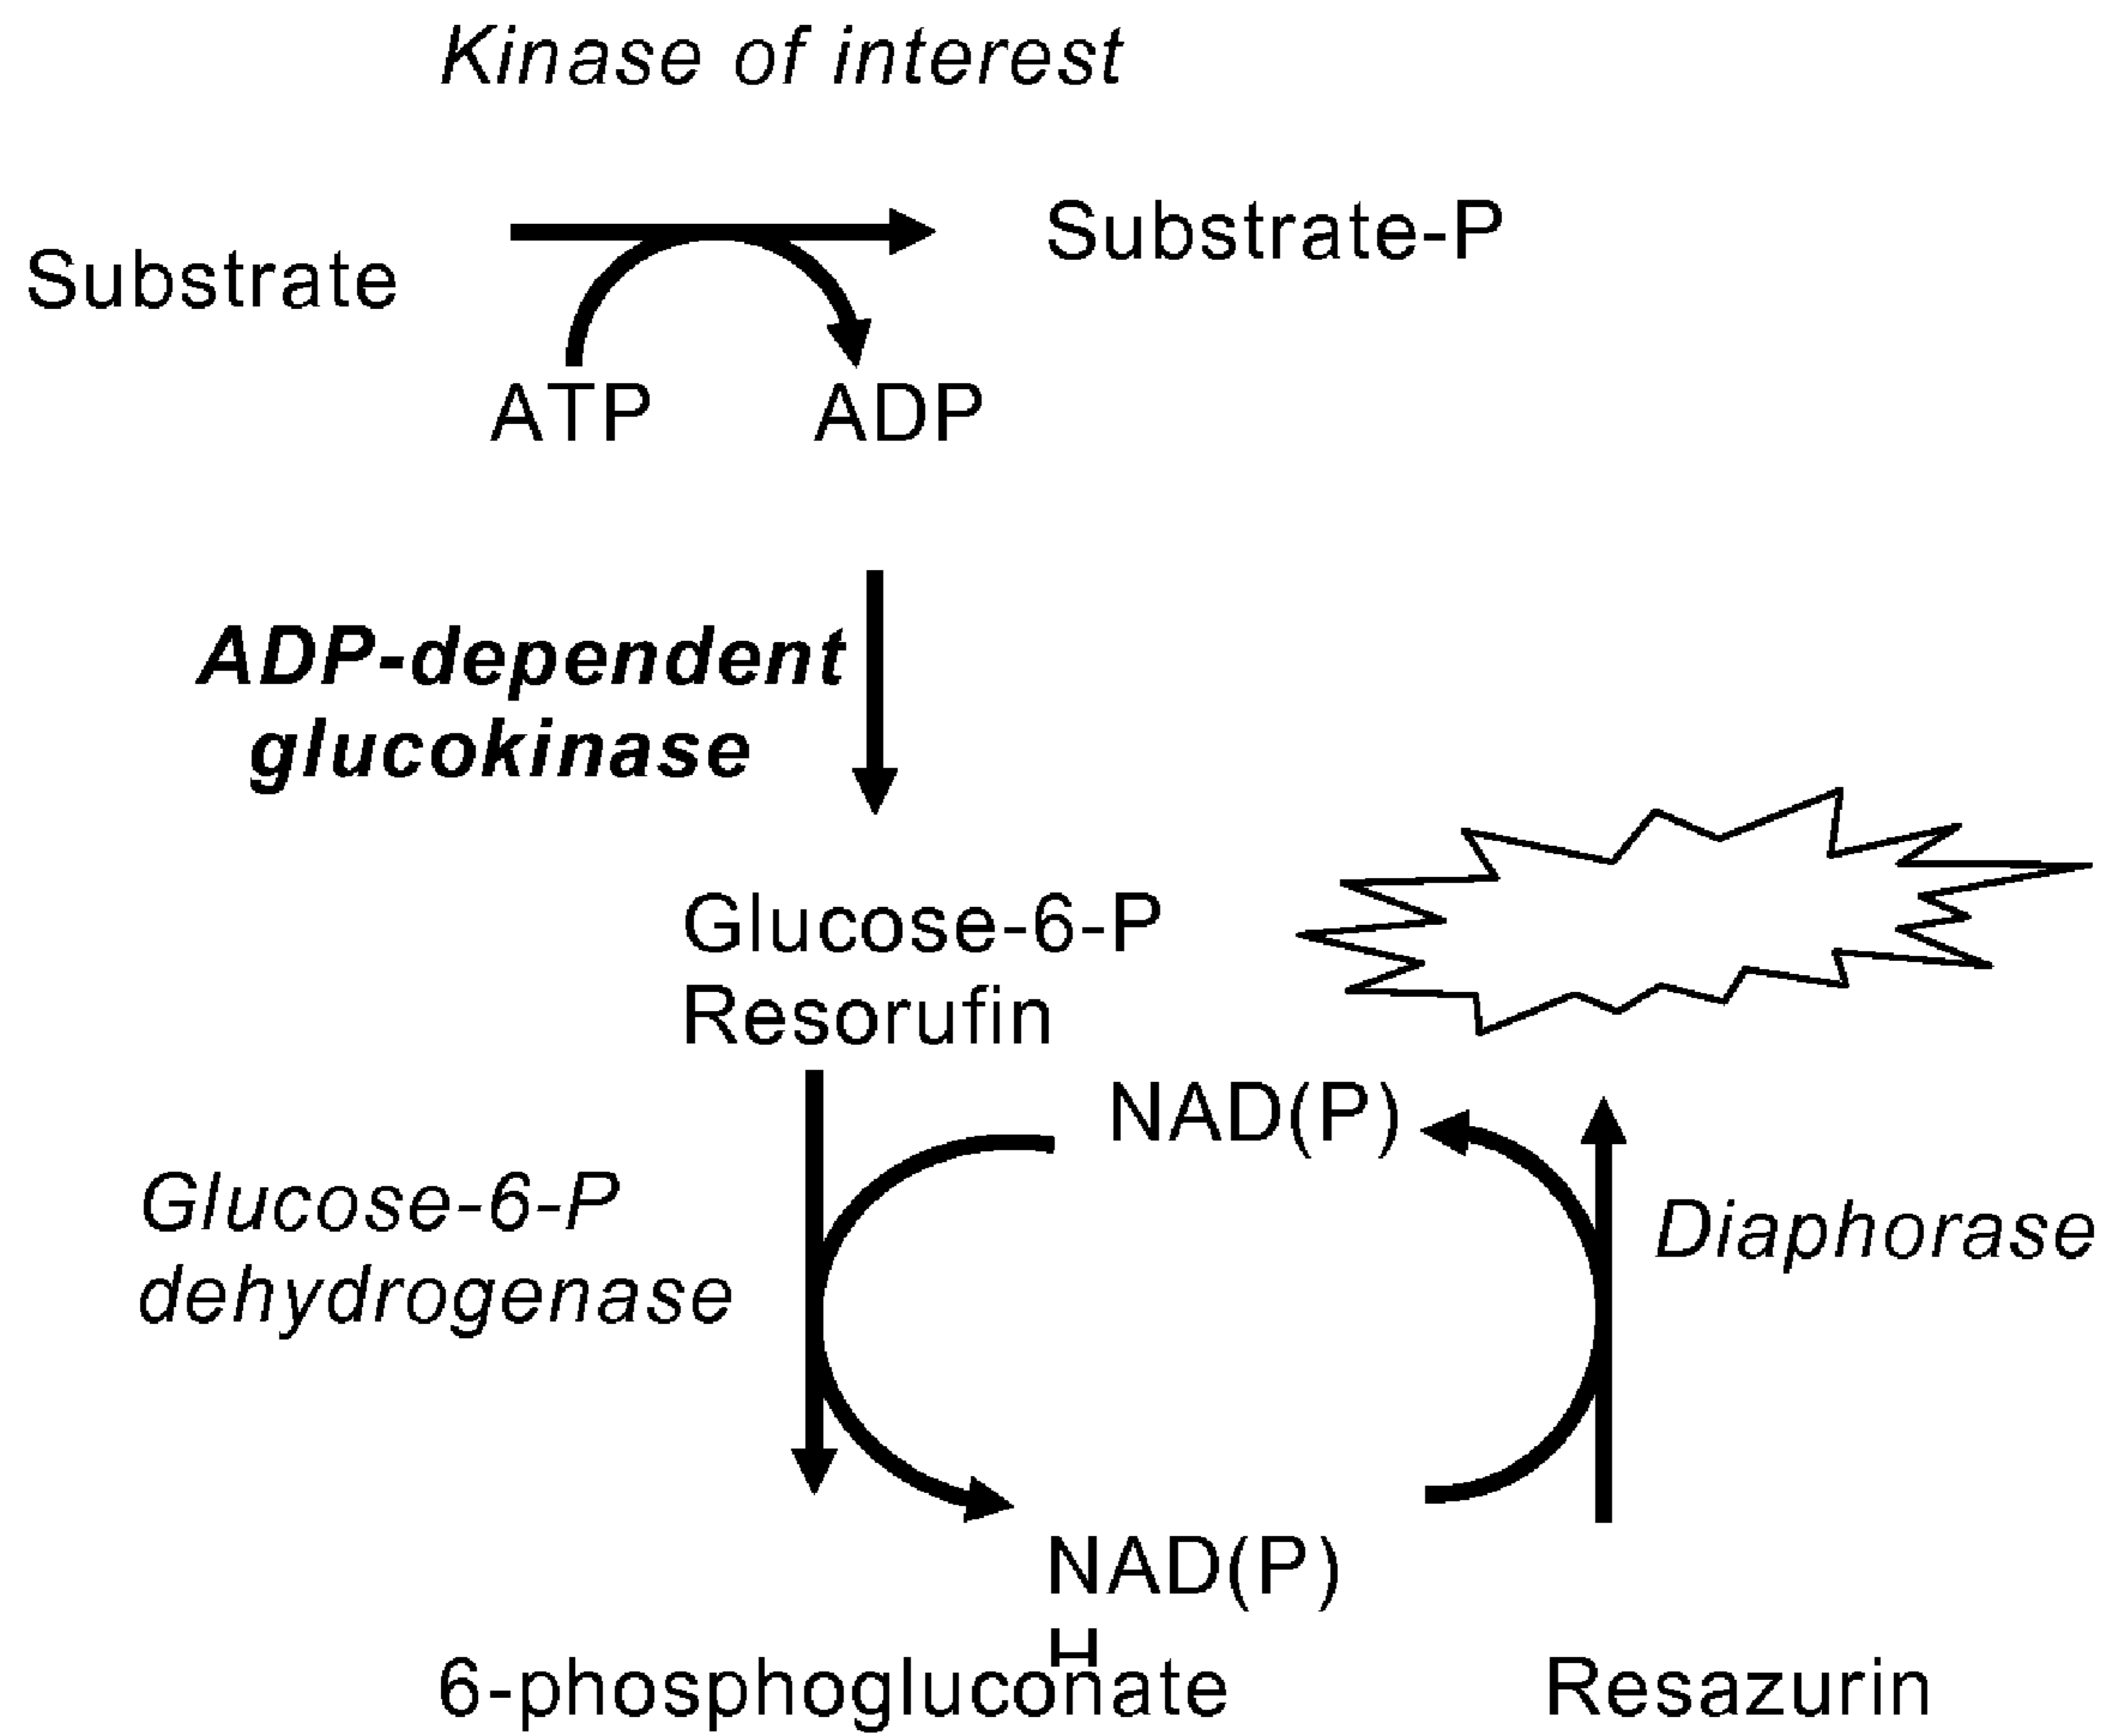 Kinase of interest
Substrate
Substrate-P
ATP
ADP
ADP-dependent
glucokinase
Glucose-6-P
Resorufin
NAD(P)
Glucose-6-P
dehydrogenase
Diaphorase
NAD(P)
H
6-phosphogluconate
Resazurin